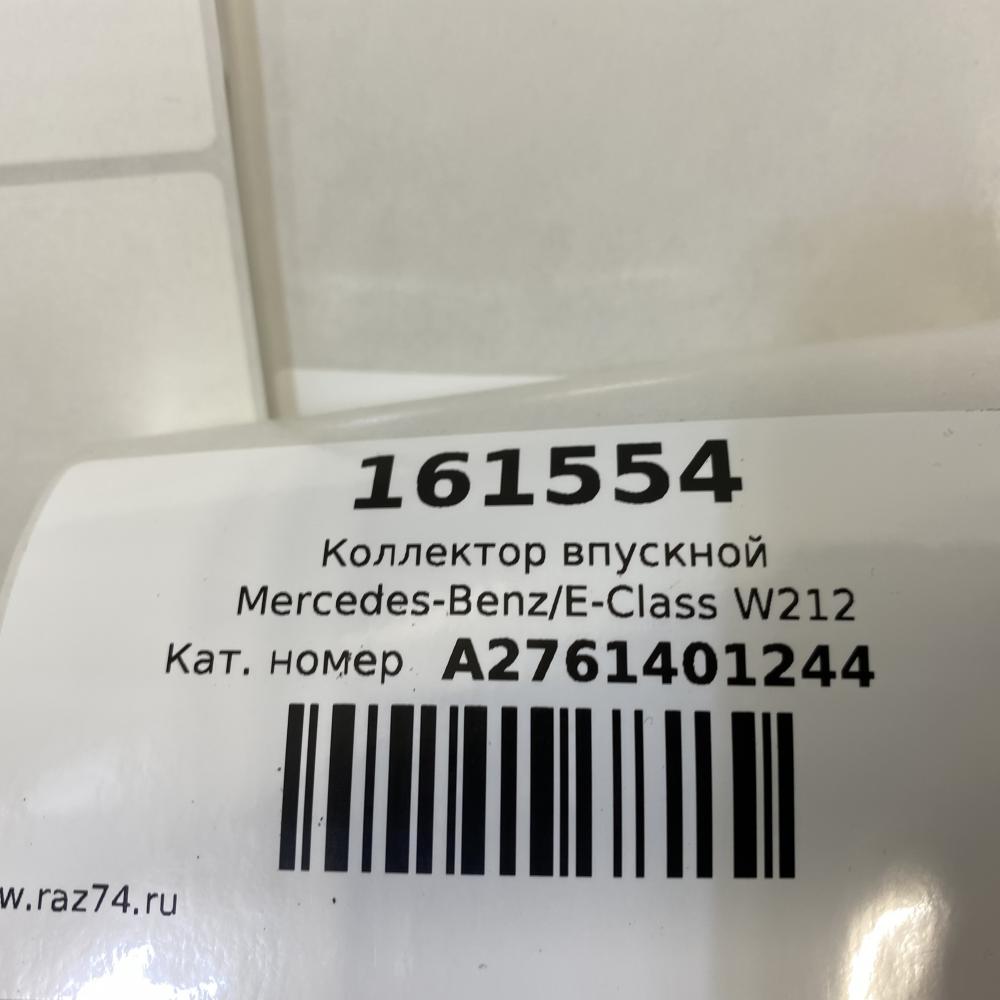 161554
Коллектор впускной
Mercedes-Benz/E-Class W212
Кат. номер A2761401244
w.raz74.ru